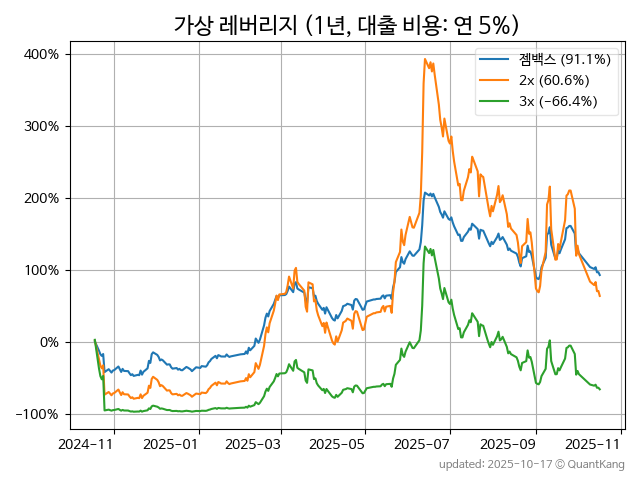 가상 레버리지 (1년, 대출 비용: 연 5%)
400%
300%
200%
100%
0%
−100%
젬백스 (91.1%)
2x (60.6%)
3x (−66.4%)
2024-11
2025-01
2025-03
2025-05
2025-07
2025-09
2025-11
updated: 2025-10-17 © QuantKang